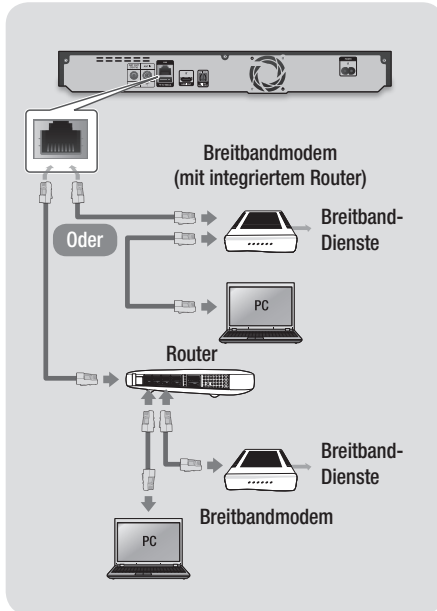 Breitbandmodem
(mit integriertem Router)
Breitband-
Dienste
Oder
PC
Router
Breitband-
Dienste
Breitbandmodem
PC